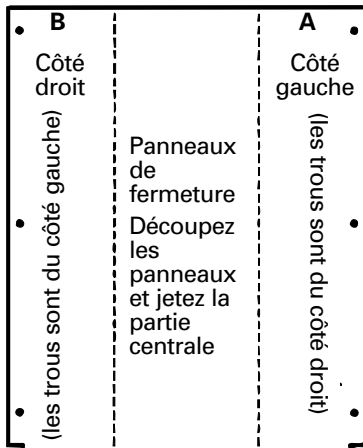 B
Côté
droit
(les trous sont du côté gauche)
Panneaux
de
fermeture
Découpez
les
panneaux
et jetez la
partie
centrale
A
Côté
gauche
(les trous sont du côté droit)